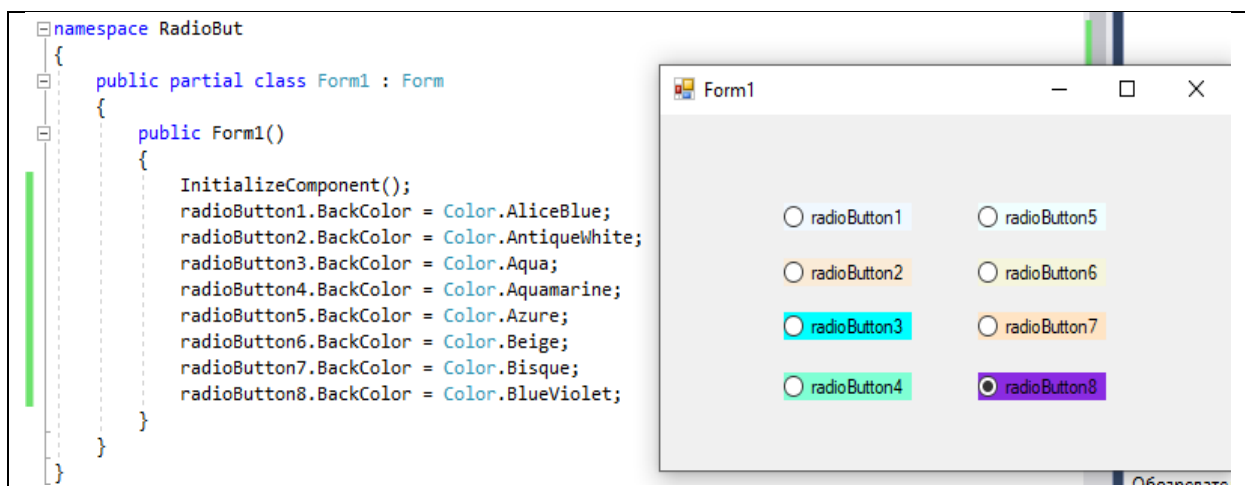 namespace RadioBut
{
public partial class Form1 : Form
{
public Form1()
{
InitializeComponent();
radioButton1.BackColor = Color.AliceBlue;
radioButton2.BackColor = Color.AntiqueWhite;
radioButton3.BackColor = Color.Aqua;
radioButton4.BackColor = Color.Aquamarine;
radioButton5.BackColor = Color.Azure;
radioButton6.BackColor = Color.Beige;
radioButton7.BackColor = Color.Bisque;
radioButton8.BackColor = Color.BlueViolet;
}
}
}
Form1
radioButton1
radioButton5
radioButton2
radioButton6
radioButton3
radioButton7
radioButton4
radioButton8